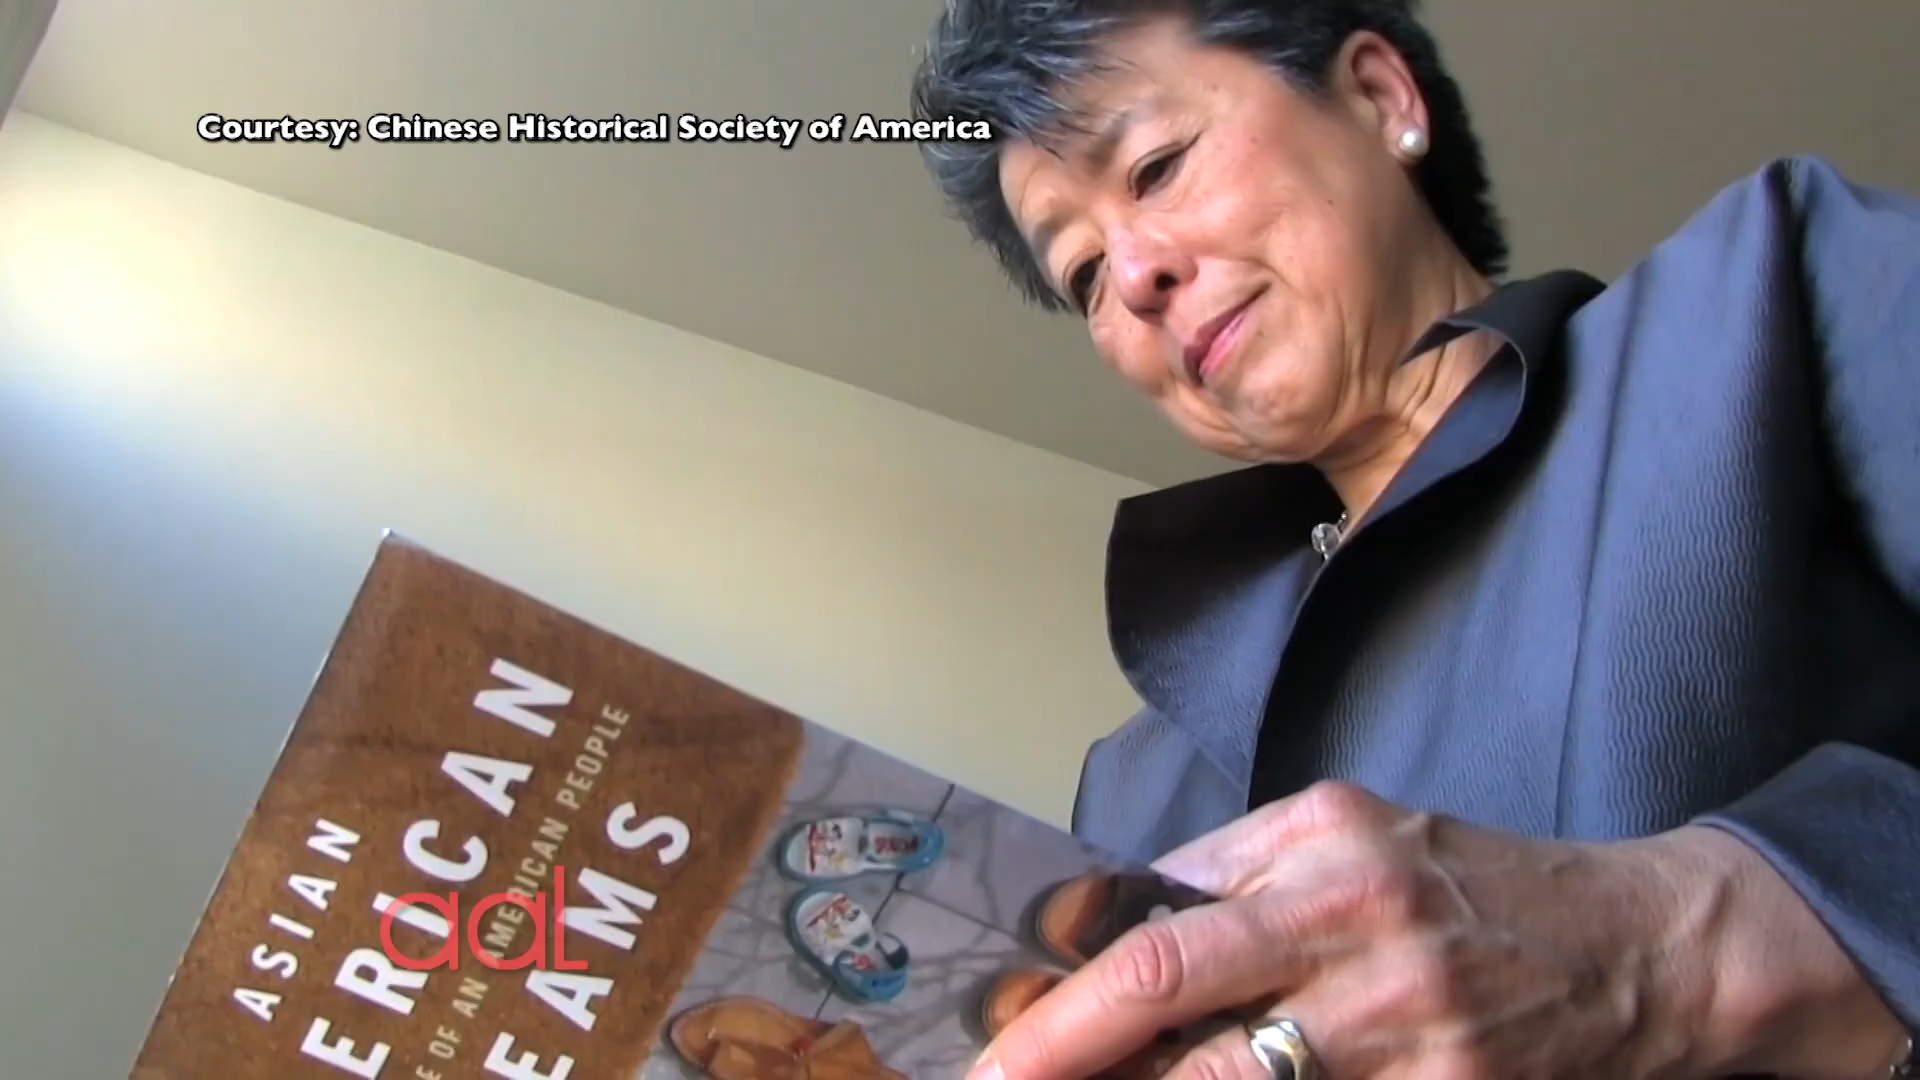 Courtesy: Chinese Historical Society of America
ASIAN
ERICAN
E OF AN AMERICAN PEOPLE
EAMS
aaL